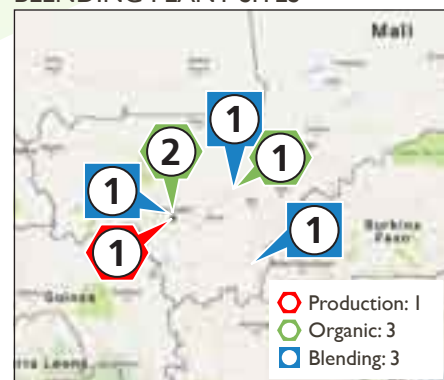 Mali
1
2
1
1
1
1
Burkina
Faso
Guinea
Production: 1
Organic: 3
Blending: 3